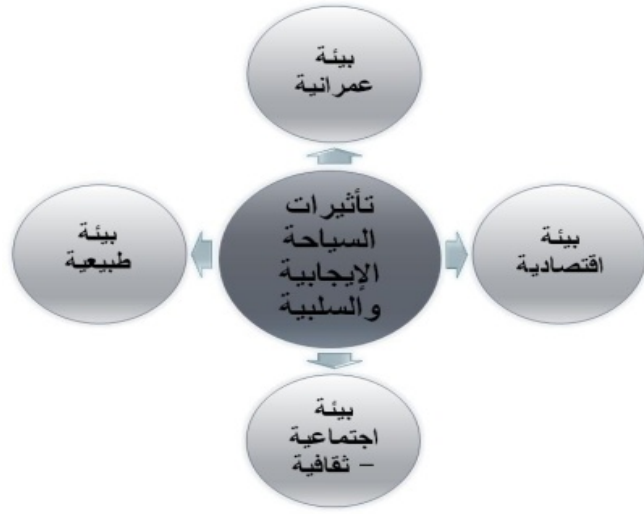 بيئة
عمرانية
تأثيرات
السياحة
الإيجابية
والسلبية
بيئة
اقتصادية
بيئة
طبيعية
بيئة
اجتماعية
– ثقافية